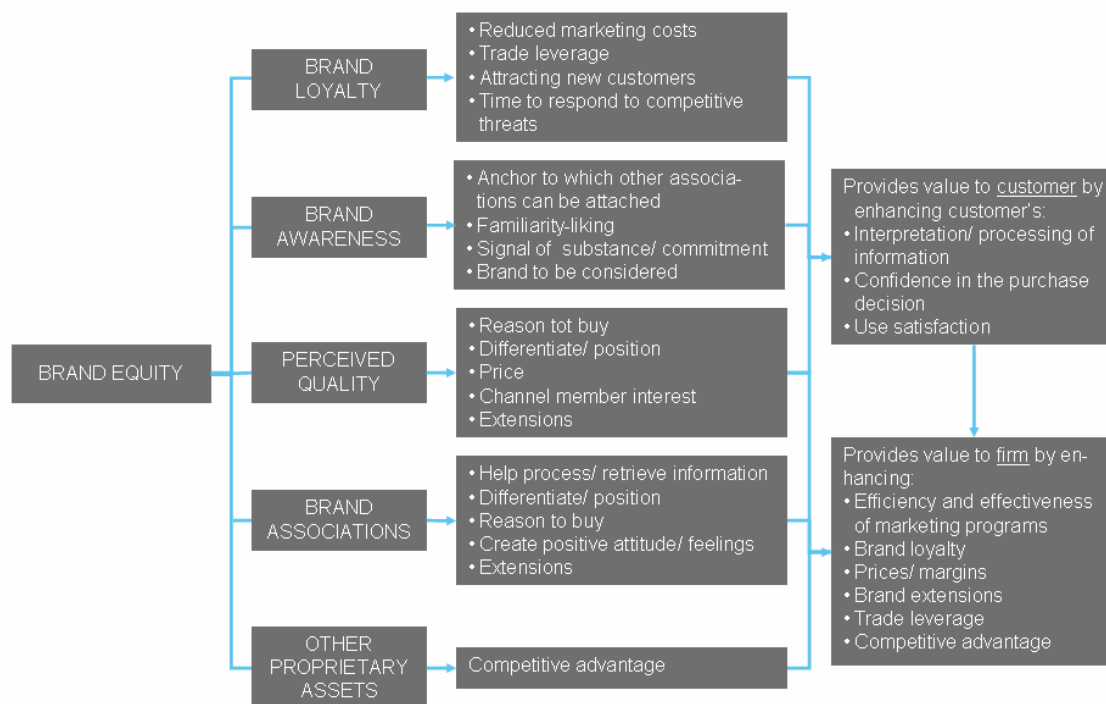 BRAND EQUITY
BRAND
LOYALTY
• Reduced marketing costs
• Trade leverage
• Attracting new customers
• Time to respond to competitive
threats
BRAND
AWARENESS
• Anchor to which other associa-
tions can be attached
• Familiarity-liking
• Signal of substance/ commitment
• Brand to be considered
PERCEIVED
QUALITY
• Reason tot buy
• Differentiate/ position
• Price
• Channel member interest
• Extensions
BRAND
ASSOCIATIONS
• Help process/ retrieve information
• Differentiate/ position
• Reason to buy
• Create positive attitude/ feelings
• Extensions
OTHER
PROPRIETARY
ASSETS
Competitive advantage
Provides value to customer by
enhancing customer's:
• Interpretation/ processing of
information
• Confidence in the purchase
decision
• Use satisfaction
Provides value to firm by en-
hancing:
• Efficiency and effectiveness
of marketing programs
• Brand loyalty
• Prices/ margins
• Brand extensions
• Trade leverage
• Competitive advantage